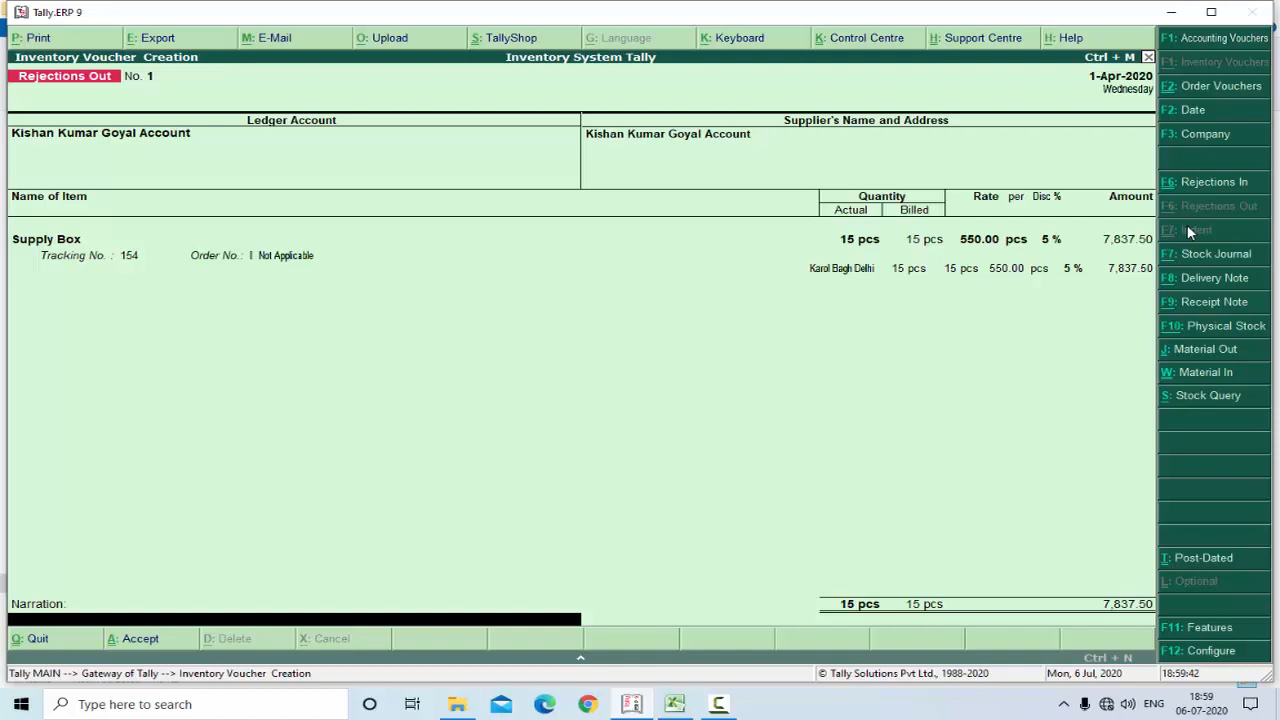 Tally.ERP 9
P: Print E: Export M: E-Mail O: Upload S: TallyShop G: Language K: Keyboard K: Control Centre H: Support Centre H: Help
F1: Accounting Vouchers
Inventory Voucher Creation Inventory System Tally Ctrl + M
F1: Inventory Vouchers
Rejections Out No. 1 1-Apr-2020
Wednesday
F2: Order Vouchers
F2: Date
Ledger Account Supplier's Name and Address
Kishan Kumar Goyal Account Kishan Kumar Goyal Account
F3: Company
F6: Rejections In
Name of Item Quantity Rate per Disc % Amount
Actual Billed
F6: Rejections Out
F7: Indent
Supply Box 15 pcs 15 pcs 550.00 pcs 5 % 7,837.50
Tracking No. : 154 Order No.: Not Applicable
F7: Stock Journal
Karol Bagh Delhi 15 pcs 15 pcs 550.00 pcs 5 % 7,837.50
F8: Delivery Note
F9: Receipt Note
F10: Physical Stock
J: Material Out
W: Material In
S: Stock Query
T: Post-Dated
L: Optional
Narration: 15 pcs 15 pcs 7,837.50
F11: Features
Q: Quit A: Accept D: Delete X: Cancel
F12: Configure
Ctrl + N
Tally MAIN --> Gateway of Tally --> Inventory Voucher Creation © Tally Solutions Pvt Ltd., 1988-2020 Mon, 6 Jul, 2020 18:59:42
Type here to search ENG 18:59
06-07-2020